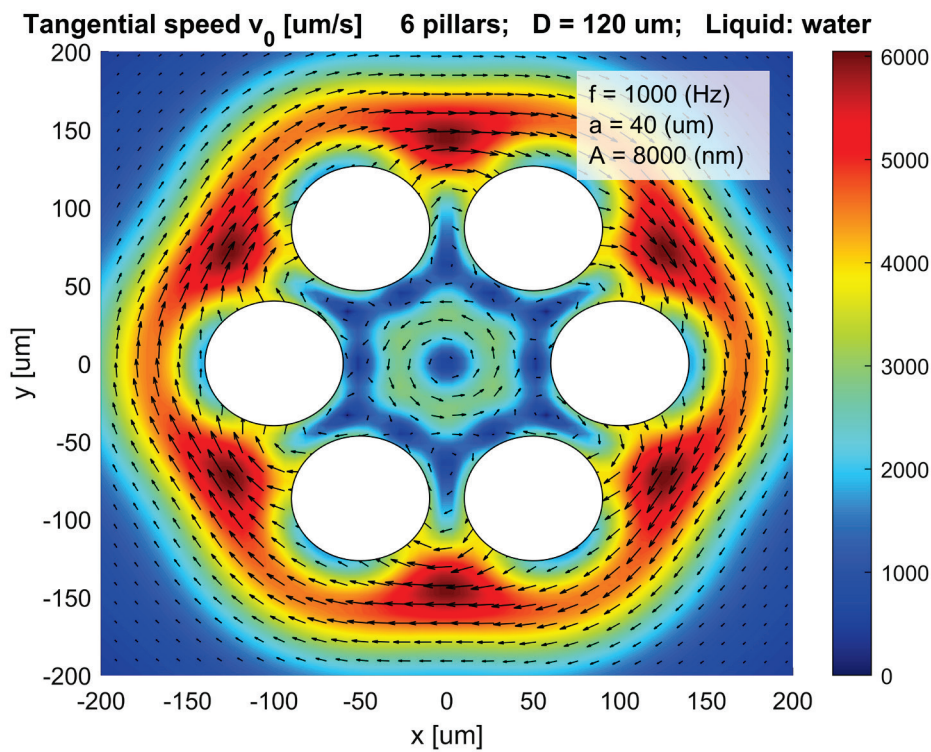 Tangential speed v0 [um/s] 6 pillars; D = 120 um; Liquid: water
f = 1000 (Hz)
a = 40 (um)
A = 8000 (nm)
200
150
100
50
0
-50
-100
-150
-200
y [um]
-200 -150 -100 -50 0 50 100 150 200
x [um]
6000
5000
4000
3000
2000
1000
0